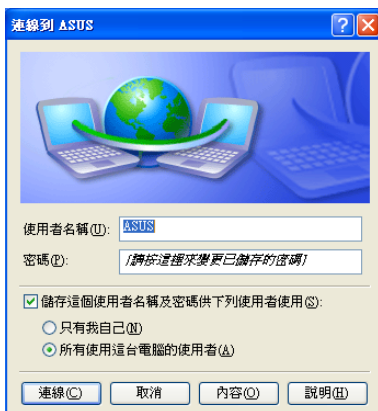 連線到 ASUS
使用者名稱(U): ASUS
密碼(P): [請按這裡來變更已儲存的密碼]
儲存這個使用者名稱及密碼供下列使用者使用(S):
只有我自己(N)
所有使用這台電腦的使用者(A)
連線(C) 取消 內容(O) 說明(H)